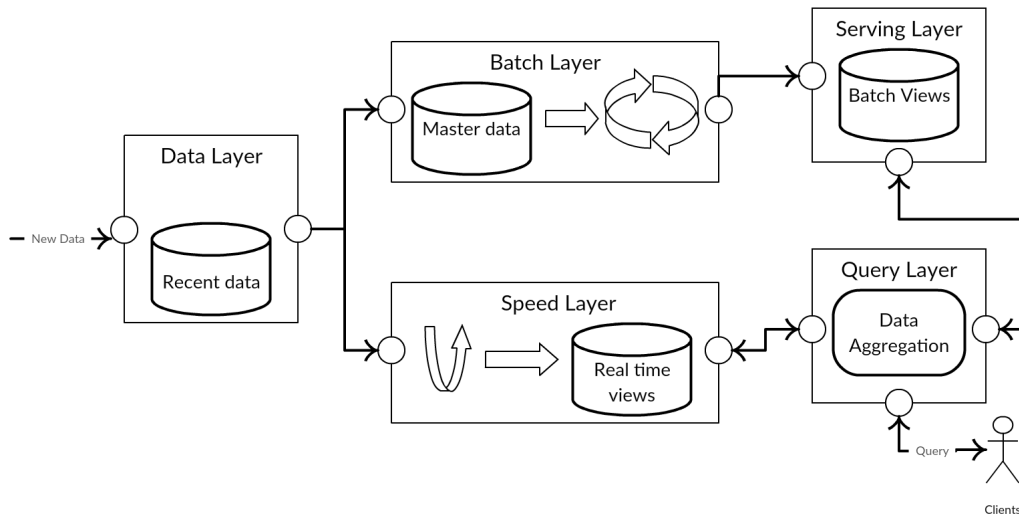 New Data
Data Layer
Recent data
Batch Layer
Master data
Serving Layer
Batch Views
Speed Layer
Real time
views
Query Layer
Data
Aggregation
Query
Clients